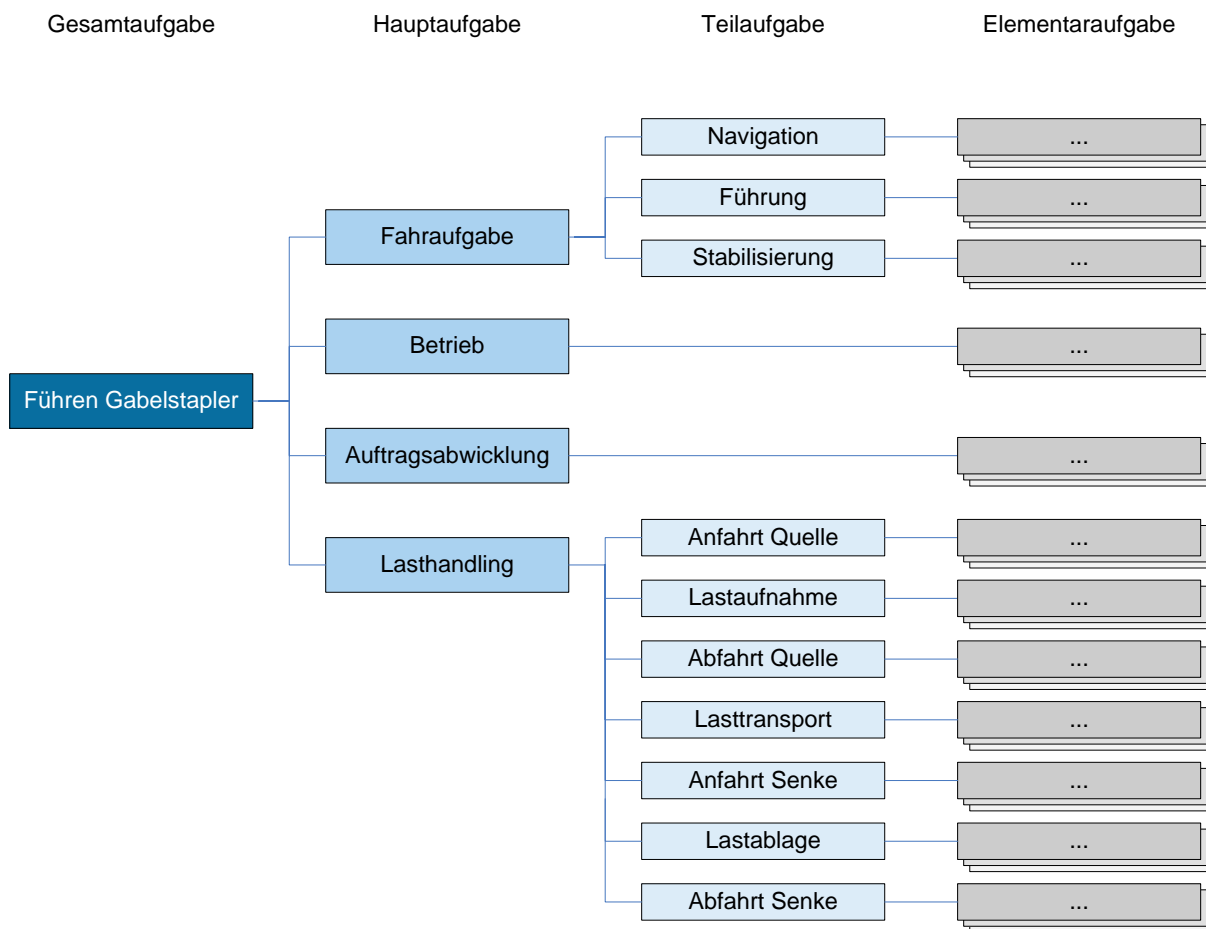 Gesamtaufgabe Hauptaufgabe Teilaufgabe Elementaraufgabe
Navigation ...
Führung ...
Fahraufgabe
Stabilisierung ...
Betrieb ...
Führen Gabelstapler
Auftragsabwicklung ...
Anfahrt Quelle ...
Lasthandling
Lastaufnahme ...
Abfahrt Quelle ...
Lasttransport ...
Anfahrt Senke ...
Lastablage ...
Abfahrt Senke ...